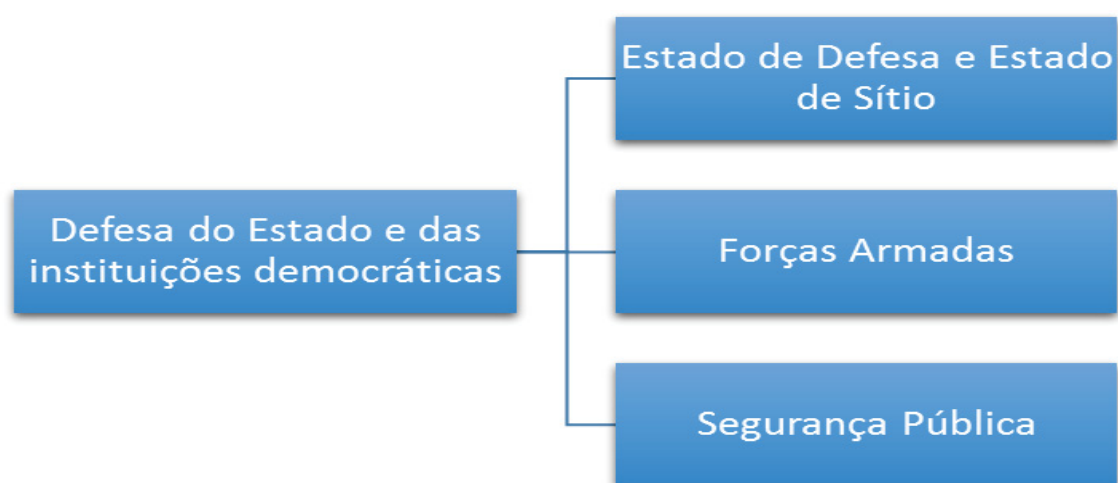 Estado de Defesa e Estado
de Sítio
Defesa do Estado e das
instituições democráticas
Forças Armadas
Segurança Pública